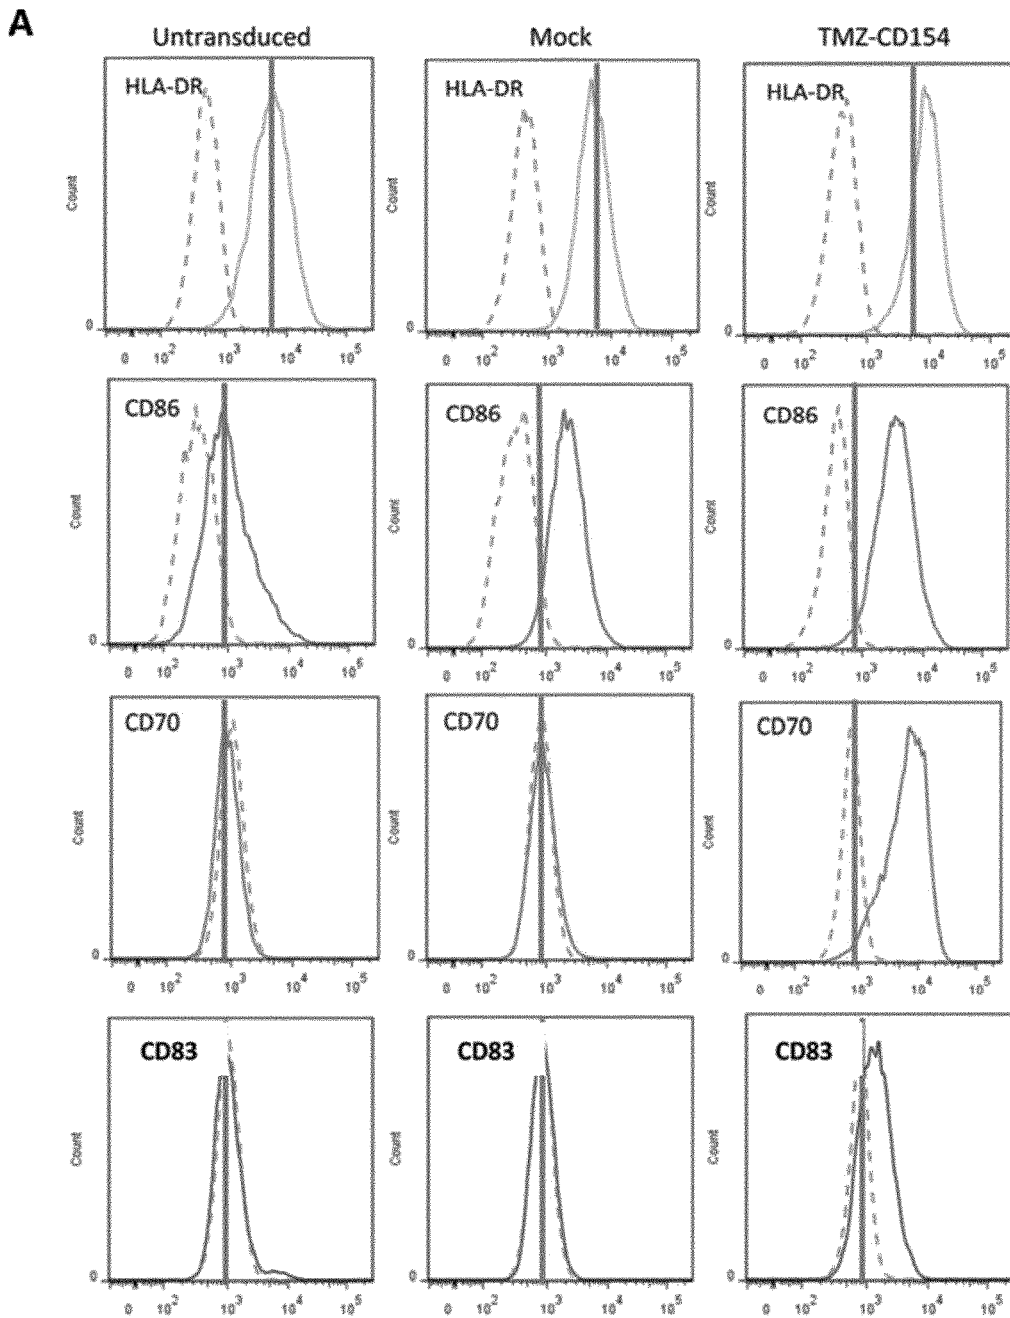 A
Untransduced Mock TMZ-CD154
HLA-DR HLA-DR HLA-DR
Count Count Count
0 0 0
0 10² 10³ 10⁴ 10⁵ 0 10² 10³ 10⁴ 10⁵ 0 10² 10³ 10⁴ 10⁵
CD86 CD86 CD86
Count Count Count
0 0 0
0 10² 10³ 10⁴ 10⁵ 0 10² 10³ 10⁴ 10⁵ 0 10² 10³ 10⁴ 10⁵
CD70 CD70 CD70
Count Count Count
0 0 0
0 10² 10³ 10⁴ 10⁵ 0 10² 10³ 10⁴ 10⁵ 0 10² 10³ 10⁴ 10⁵
CD83 CD83 CD83
Count Count Count
0 0 0
0 10² 10³ 10⁴ 10⁵ 0 10² 10³ 10⁴ 10⁵ 0 10² 10³ 10⁴ 10⁵